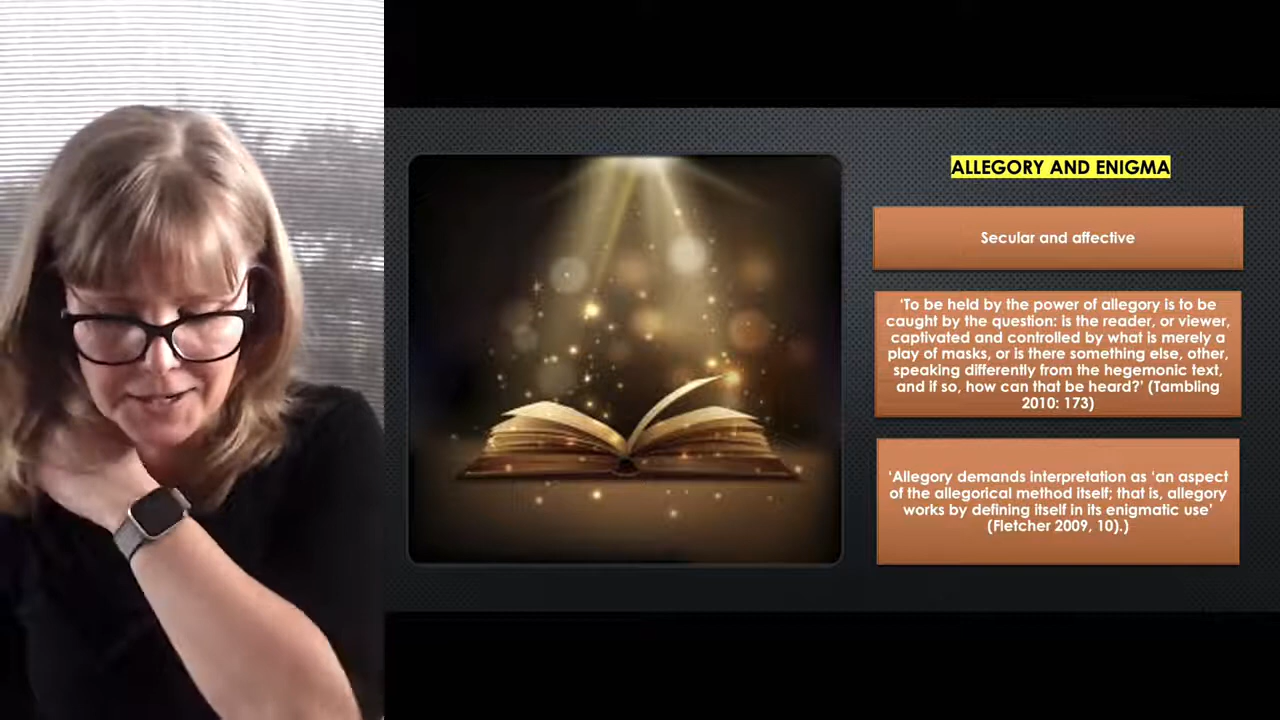 ALLEGORY AND ENIGMA
Secular and affective
‘To be held by the power of allegory is to be
caught by the question: is the reader, or viewer,
captivated and controlled by what is merely a
play of masks, or is there something else, other,
speaking differently from the hegemonic text,
and if so, how can that be heard?’ (Tambling
2010: 173)
‘Allegory demands interpretation as ‘an aspect
of the allegorical method itself; that is, allegory
works by defining itself in its enigmatic use’
(Fletcher 2009, 10).)